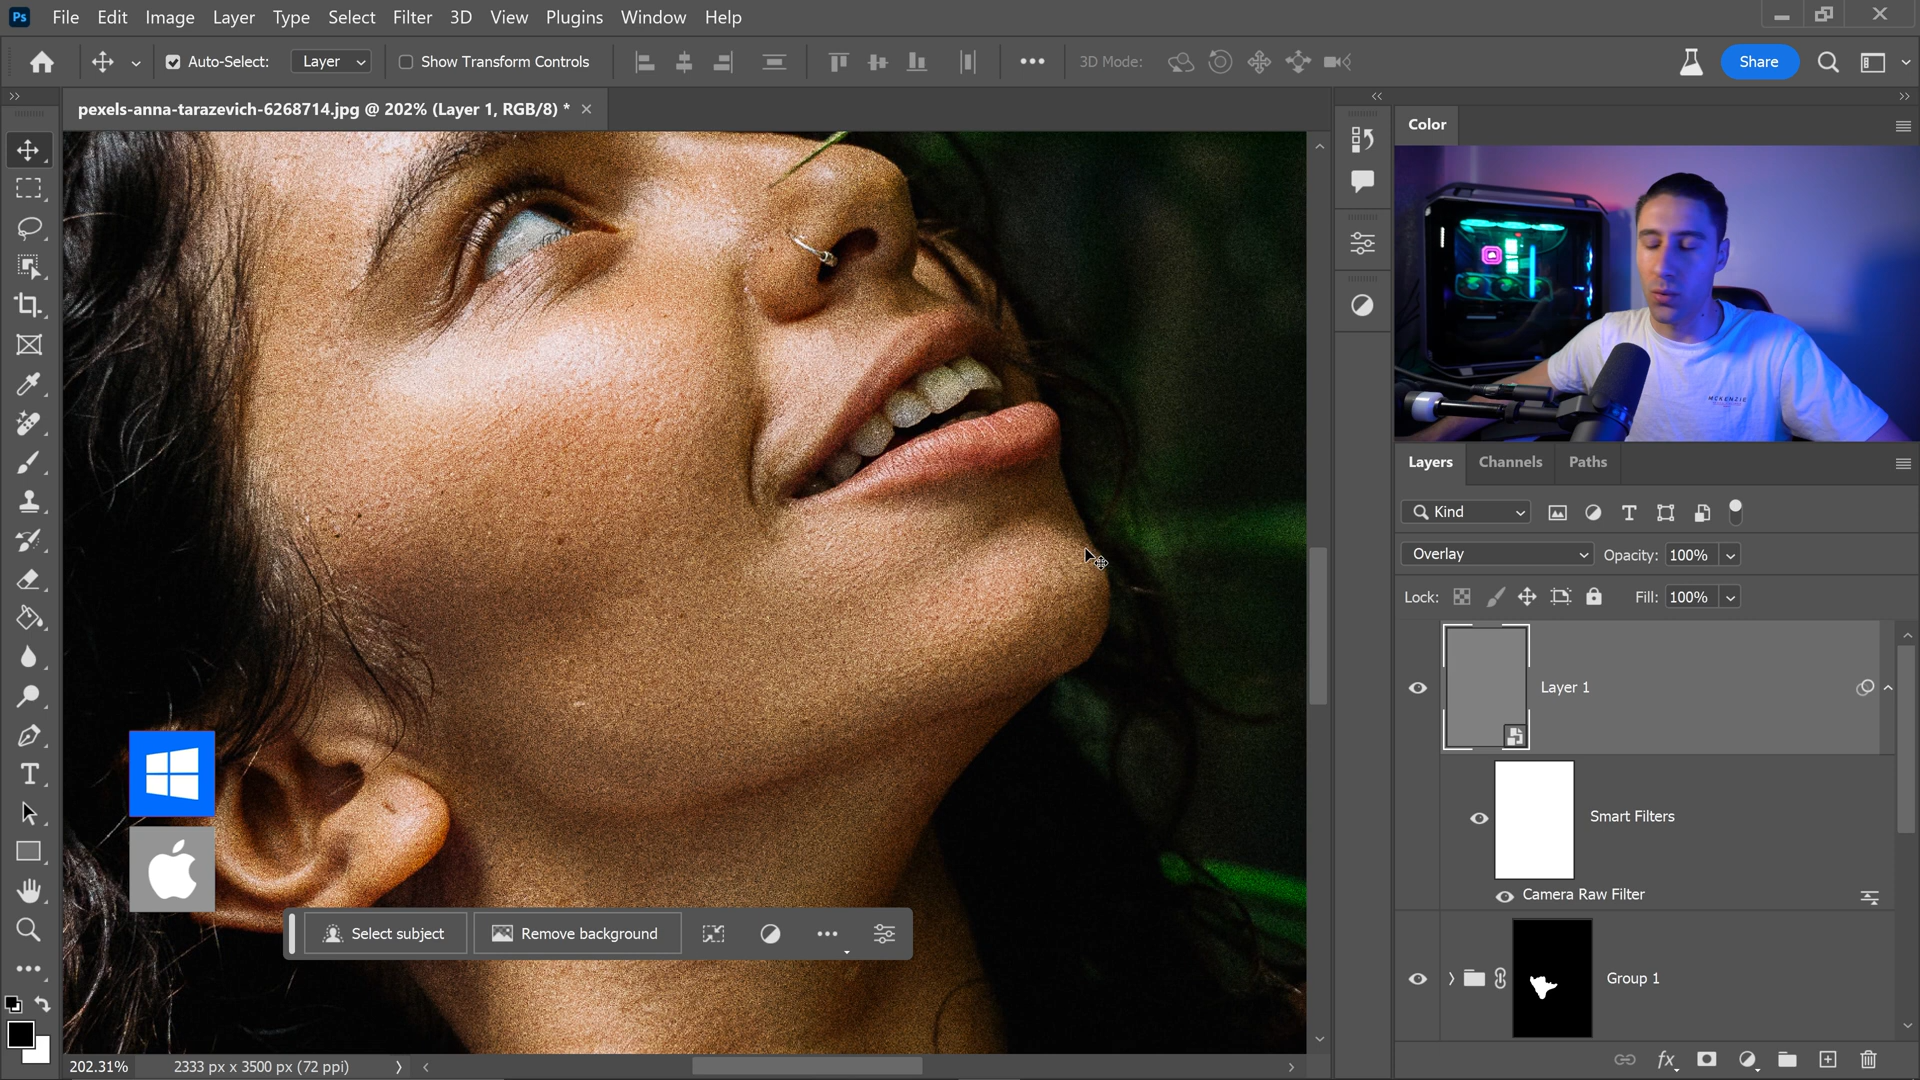 Ps File Edit Image Layer Type Select Filter 3D View Plugins Window Help
Auto-Select: Layer Show Transform Controls 3D Mode: Share
pexels-anna-tarazevich-6268714.jpg @ 202% (Layer 1, RGB/8) *
Color
MCKENZIE
Layers Channels Paths
Kind
Overlay Opacity: 100%
Lock: Fill: 100%
Layer 1
Smart Filters
Camera Raw Filter
Select subject Remove background
Group 1
202.31% 2333 px x 3500 px (72 ppi)